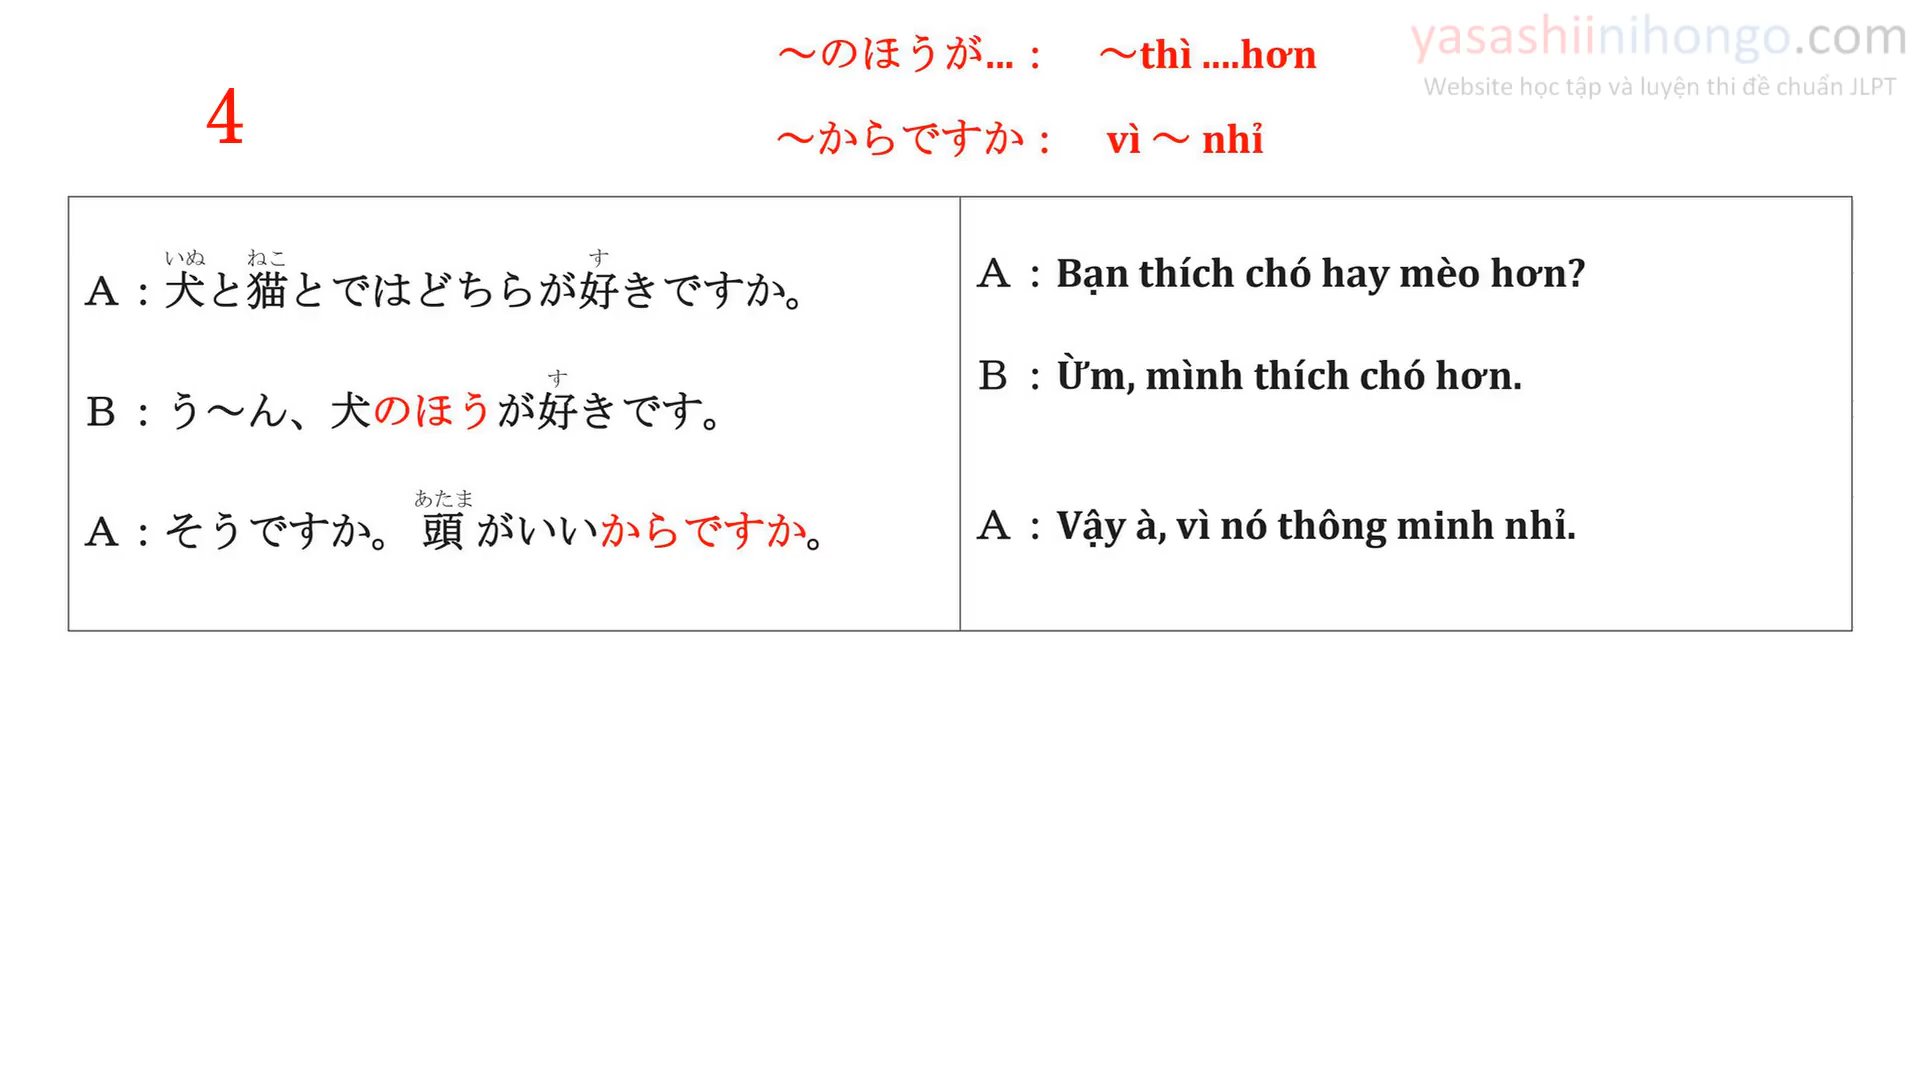 ～のほうが...： ～thì ....hơn
yasashiinihongo.com
Website học tập và luyện thi đề chuẩn JLPT
4
～からですか： vì ～ nhỉ
いぬ ねこ す
A：犬と猫とではどちらが好きですか。
す
B：う～ん、犬のほうが好きです。
あたま
A：そうですか。頭がいいからですか。
A：Bạn thích chó hay mèo hơn?
B：Ừm, mình thích chó hơn.
A：Vậy à, vì nó thông minh nhỉ.